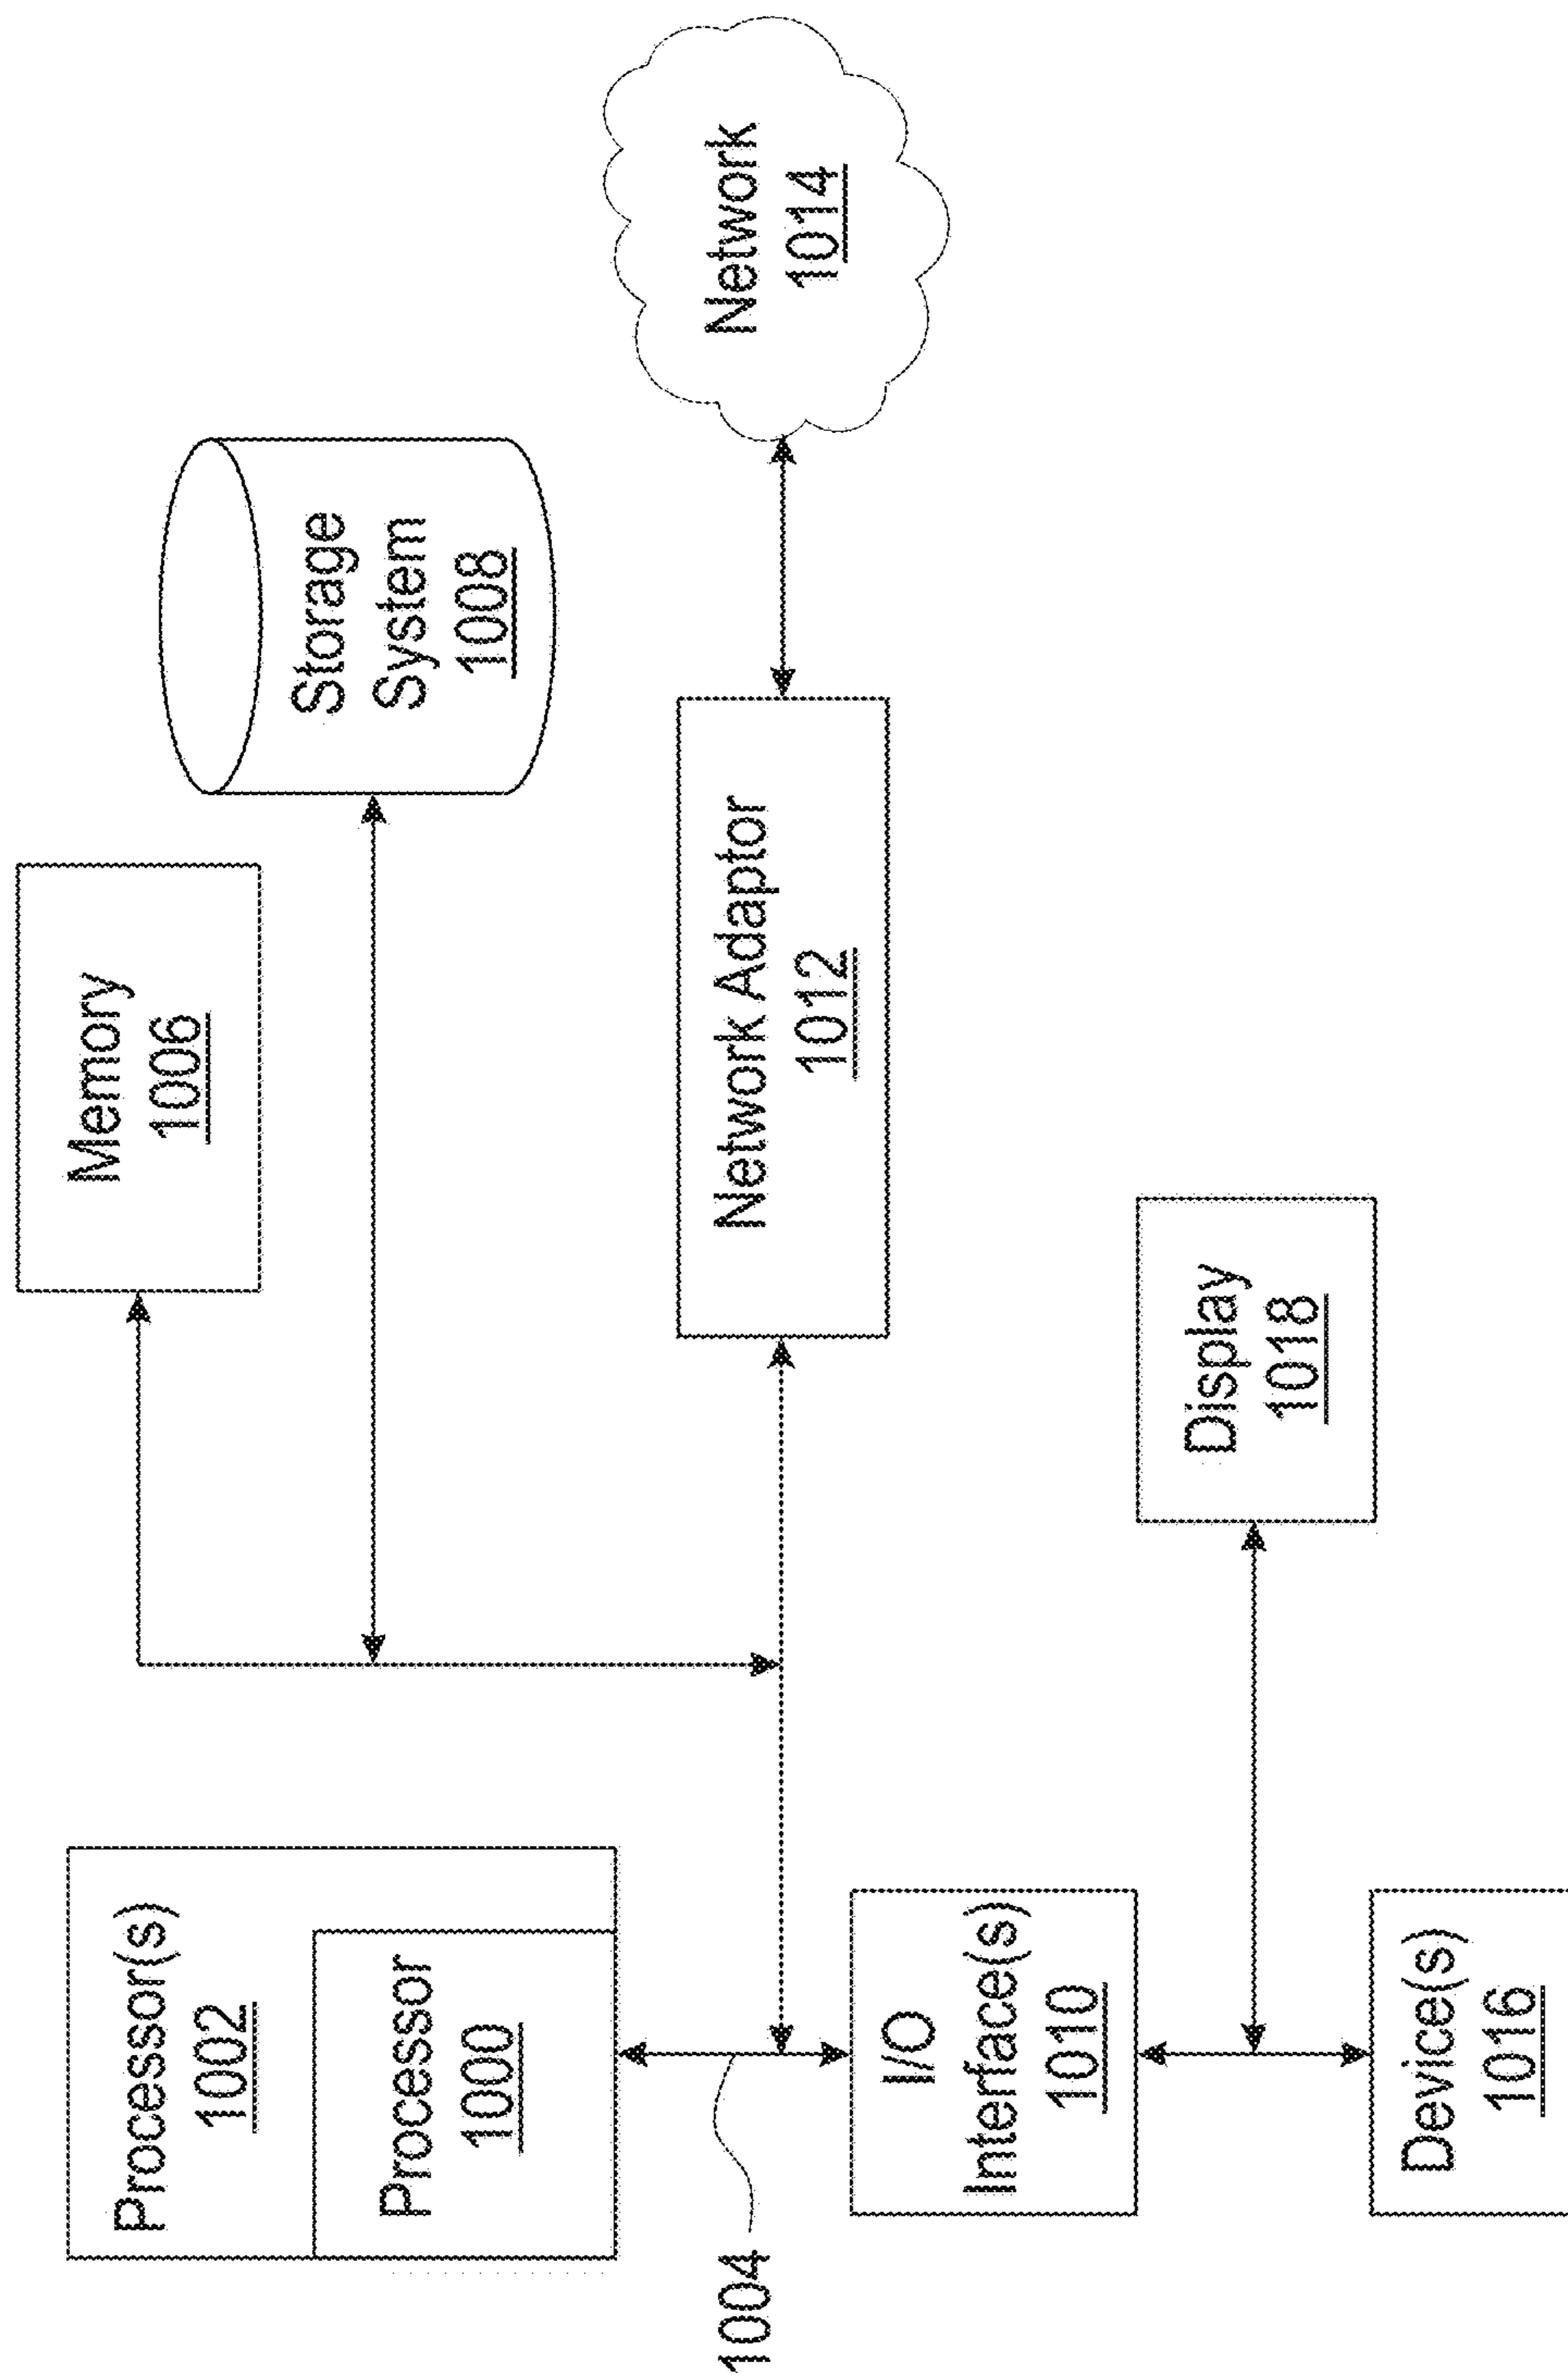 Processor(s)
1002
Processor
1000
1004
I/O
Interface(s)
1010
Device(s)
1016
Display
1018
Memory
1006
Storage
System
1008
Network Adaptor
1012
Network
1014